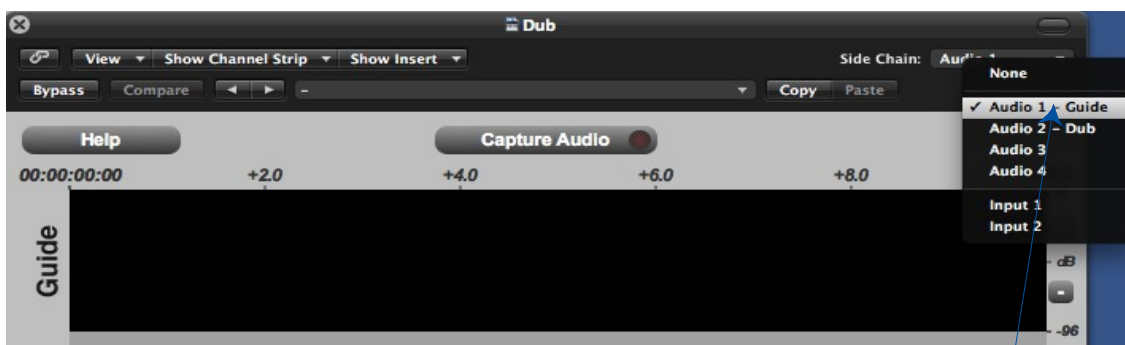 Dub
View Show Channel Strip Show Insert Side Chain: Audio 1
Bypass Compare - Copy Paste
None
✓ Audio 1 - Guide
Audio 2 - Dub
Audio 3
Audio 4
Input 1
Input 2
Help Capture Audio
00:00:00:00 +2.0 +4.0 +6.0 +8.0
Guide
- dB
-
- -96